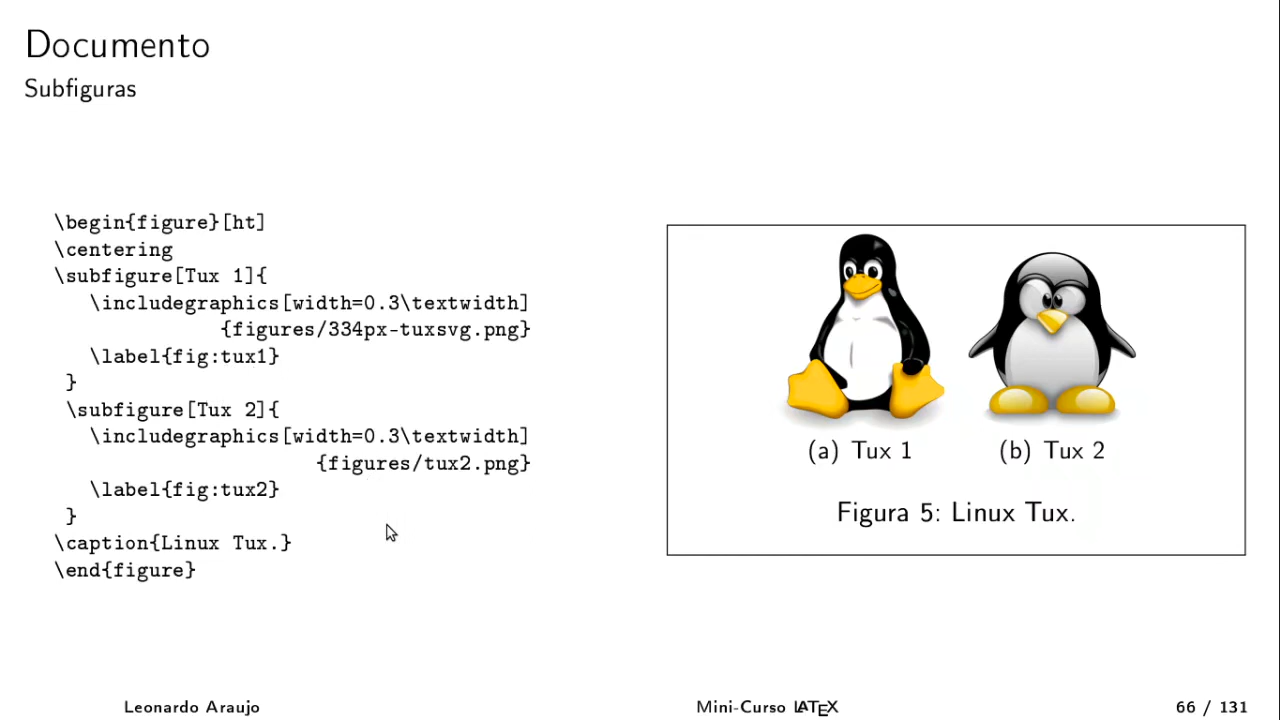 Documento
Subfiguras
\begin{figure}[ht]
\centering
\subfigure[Tux 1]{
\includegraphics[width=0.3\textwidth]
{figures/334px-tuxsvg.png}
\label{fig:tux1}
}
\subfigure[Tux 2]{
\includegraphics[width=0.3\textwidth]
{figures/tux2.png}
\label{fig:tux2}
}
\caption{Linux Tux.}
\end{figure}
(a) Tux 1 (b) Tux 2
Figura 5: Linux Tux.
Leonardo Araujo Mini-Curso LATEX 66 / 131